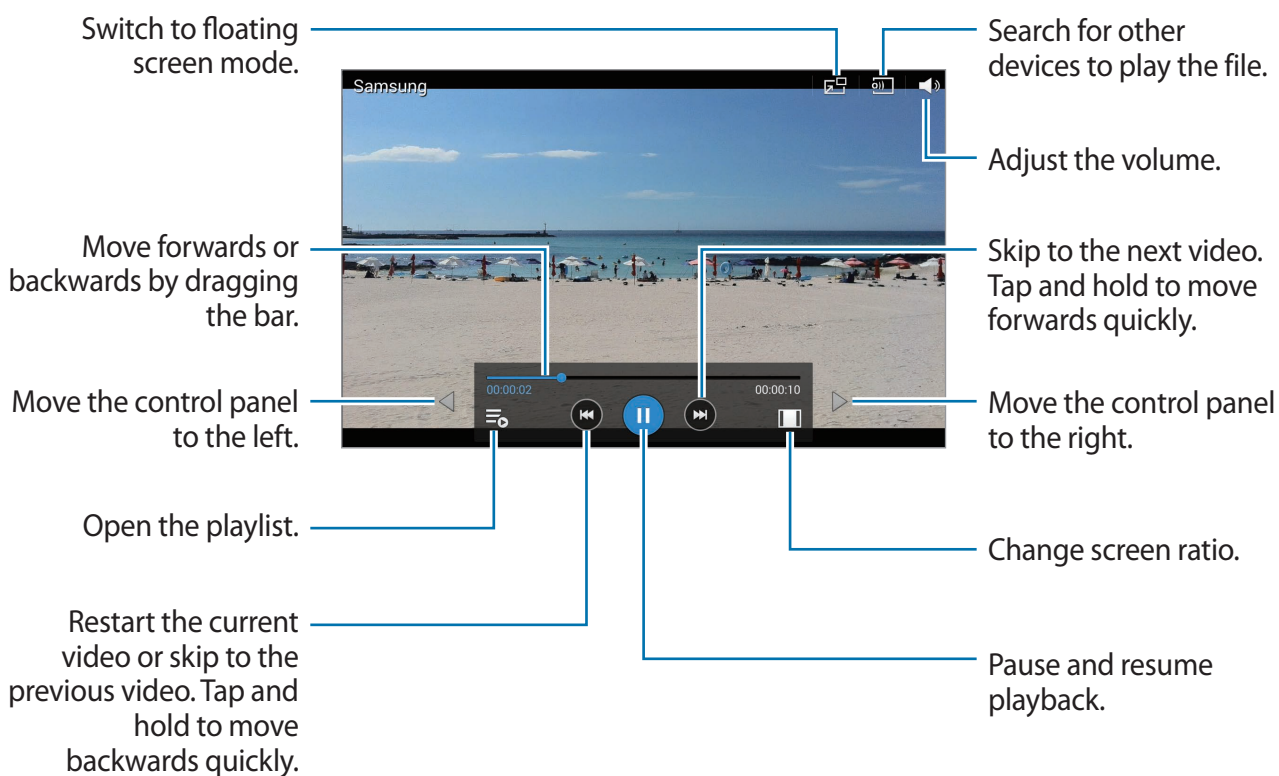 Switch to floating
screen mode.
Search for other
devices to play the file.
Samsung
Adjust the volume.
Move forwards or
backwards by dragging
the bar.
Skip to the next video.
Tap and hold to move
forwards quickly.
00:00:02
00:00:10
Move the control panel
to the left.
Move the control panel
to the right.
Open the playlist.
Change screen ratio.
Restart the current
video or skip to the
previous video. Tap and
hold to move
backwards quickly.
Pause and resume
playback.